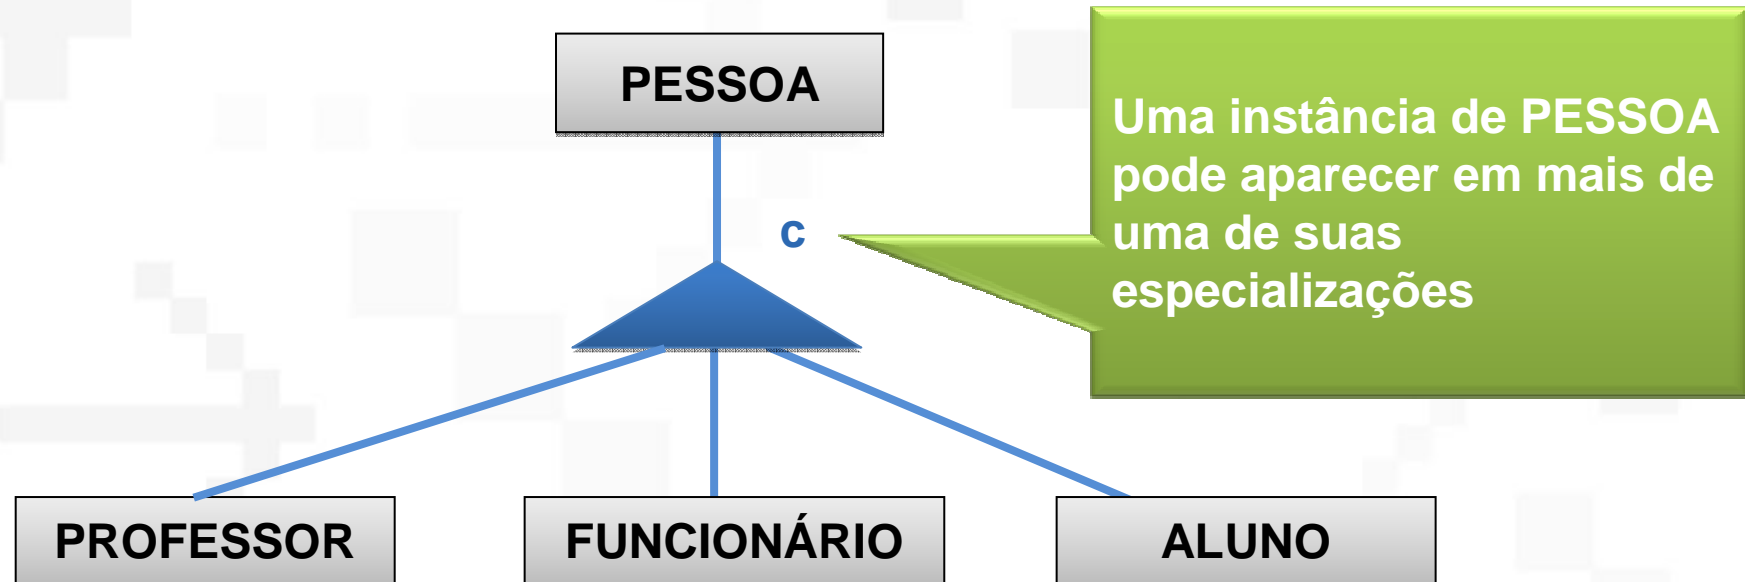 PESSOA
Uma instância de PESSOA
pode aparecer em mais de
uma de suas
especializações
c
PROFESSOR
FUNCIONÁRIO
ALUNO